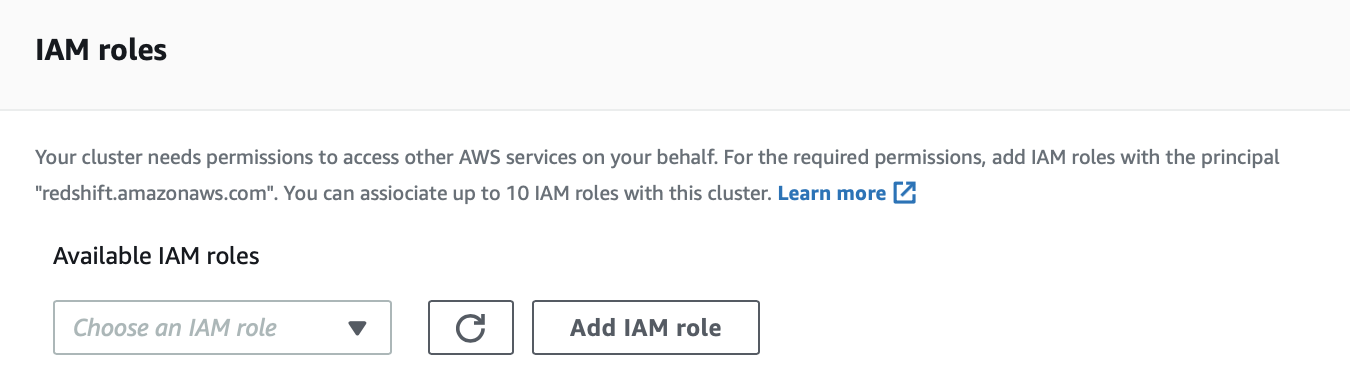 IAM roles
Your cluster needs permissions to access other AWS services on your behalf. For the required permissions, add IAM roles with the principal
"redshift.amazonaws.com". You can assiociate up to 10 IAM roles with this cluster. Learn more
Available IAM roles
Choose an IAM role
Add IAM role